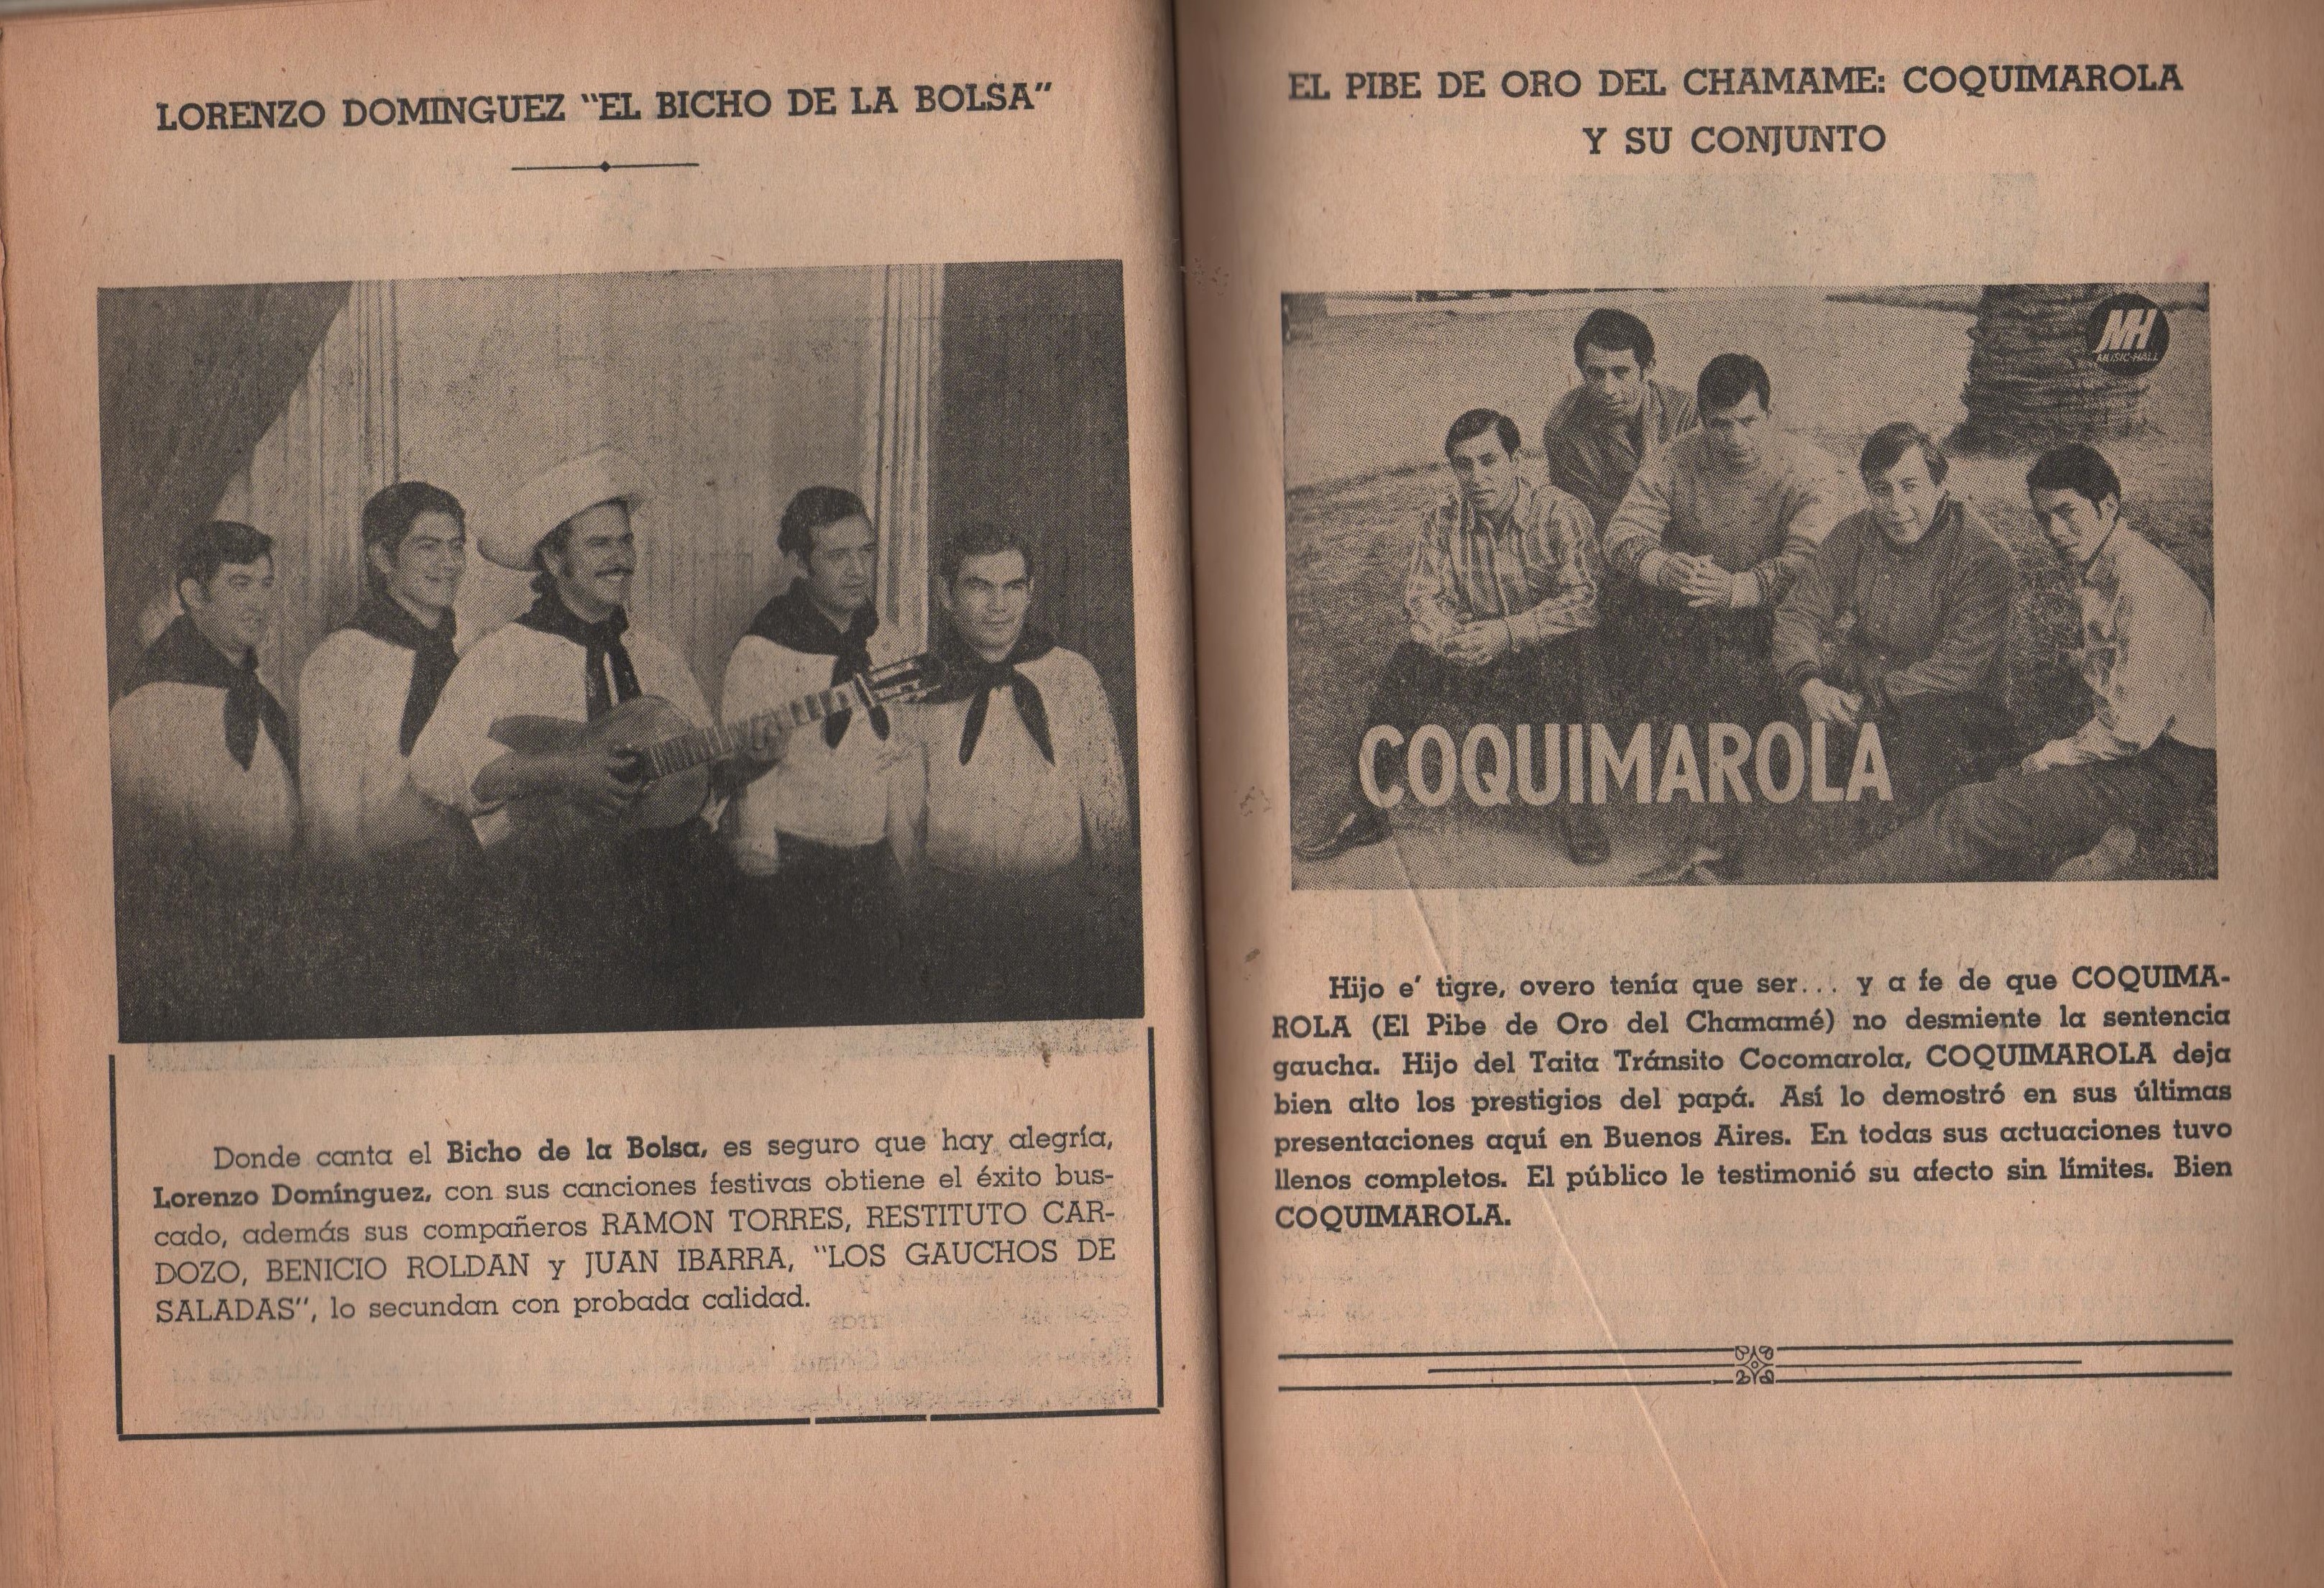 LORENZO DOMINGUEZ "EL BICHO DE LA BOLSA"
Donde canta el Bicho de la Bolsa, es seguro que hay alegría,
Lorenzo Domínguez, con sus canciones festivas obtiene el éxito bus-
cado, además sus compañeros RAMON TORRES, RESTITUTO CAR-
DOZO, BENICIO ROLDAN y JUAN IBARRA, "LOS GAUCHOS DE
SALADAS", lo secundan con probada calidad.
EL PIBE DE ORO DEL CHAMAME: COQUIMAROLA
Y SU CONJUNTO
MH
MUSIC-HALL
COQUIMAROLA
Hijo e' tigre, overo tenía que ser... y a fe de que COQUIMA-
ROLA (El Pibe de Oro del Chamamé) no desmiente la sentencia
gaucha. Hijo del Taita Tránsito Cocomarola, COQUIMAROLA deja
bien alto los prestigios del papá. Así lo demostró en sus últimas
presentaciones aquí en Buenos Aires. En todas sus actuaciones tuvo
llenos completos. El público le testimonió su afecto sin límites. Bien
COQUIMAROLA.